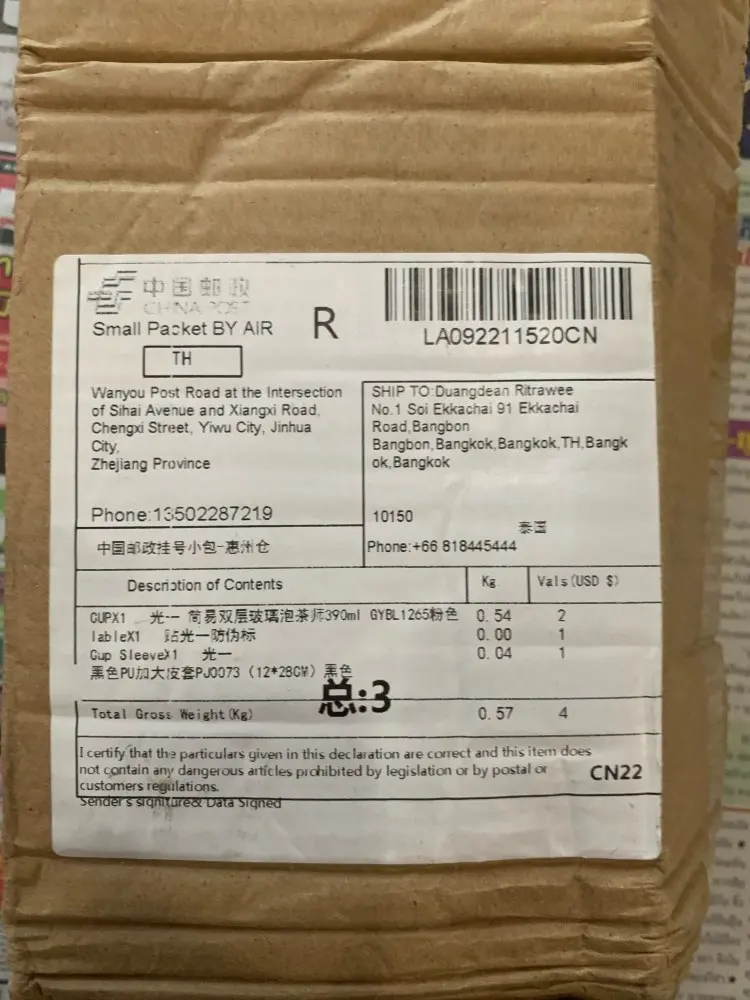 中国邮政
CHINA POST
Small Packet BY AIR
R
LA092211520CN
TH
Wanyou Post Road at the Intersection
of Sihai Avenue and Xiangxi Road,
Chengxi Street, Yiwu City, Jinhua
City,
Zhejiang Province
Phone:13502287219
SHIP TO:Duangdean Ritrawee
No.1 Soi Ekkachai 91 Ekkachai
Road,Bangbon
Bangbon,Bangkok,Bangkok,TH,Bangk
ok,Bangkok
10150
泰国
Phone:+66 818445444
中国邮政挂号小包-惠州仓
Description of Contents Kg Vals(USD $)
CUPX1 光一 简易双层玻璃泡茶师390ml GYBL1265粉色 0.54 2
lableX1 贴光一防伪标 0.00 1
Cup SleeveX1 光一 0.04 1
黑色PU加大皮套PJ0073 (12*28CM) 黑色
总:3
Total Gross Weight(Kg) 0.57 4
I certify that the particulars given in this declaration are correct and this item does
not contain any dangerous articles prohibited by legislation or by postal or
customers regulations.
CN22
Sender's signiture& Data Signed